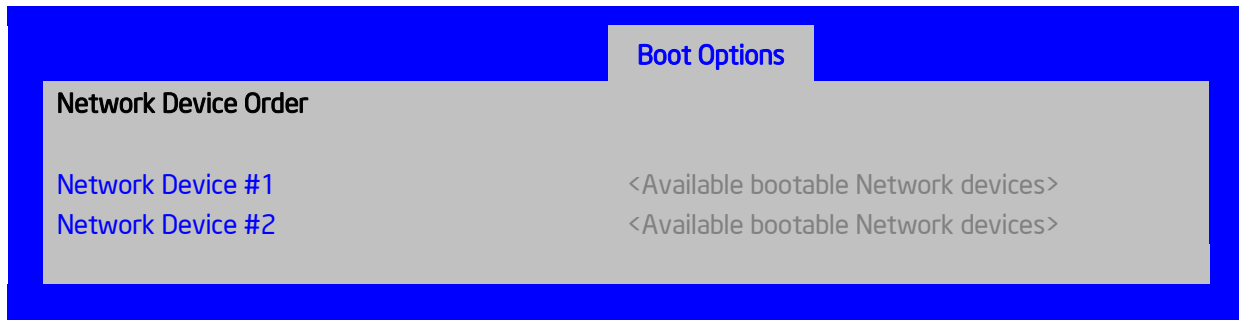 Boot Options
Network Device Order
Network Device #1 <Available bootable Network devices>
Network Device #2 <Available bootable Network devices>